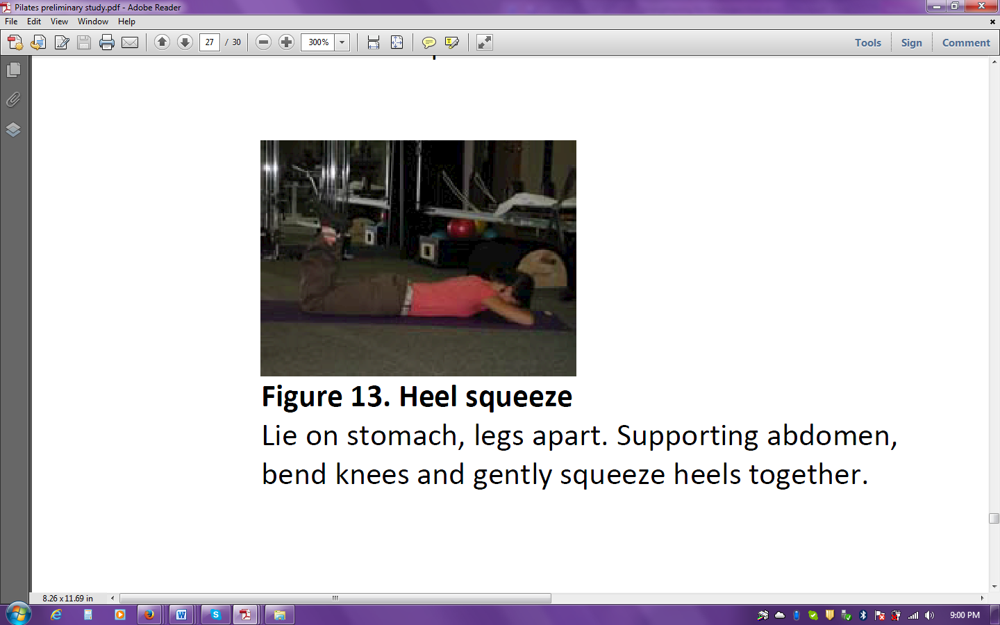 Pilates preliminary study.pdf - Adobe Reader
File Edit View Window Help
27 / 30 300% Tools Sign Comment
Figure 13. Heel squeeze
Lie on stomach, legs apart. Supporting abdomen,
bend knees and gently squeeze heels together.
8.26 x 11.69 in
9:00 PM